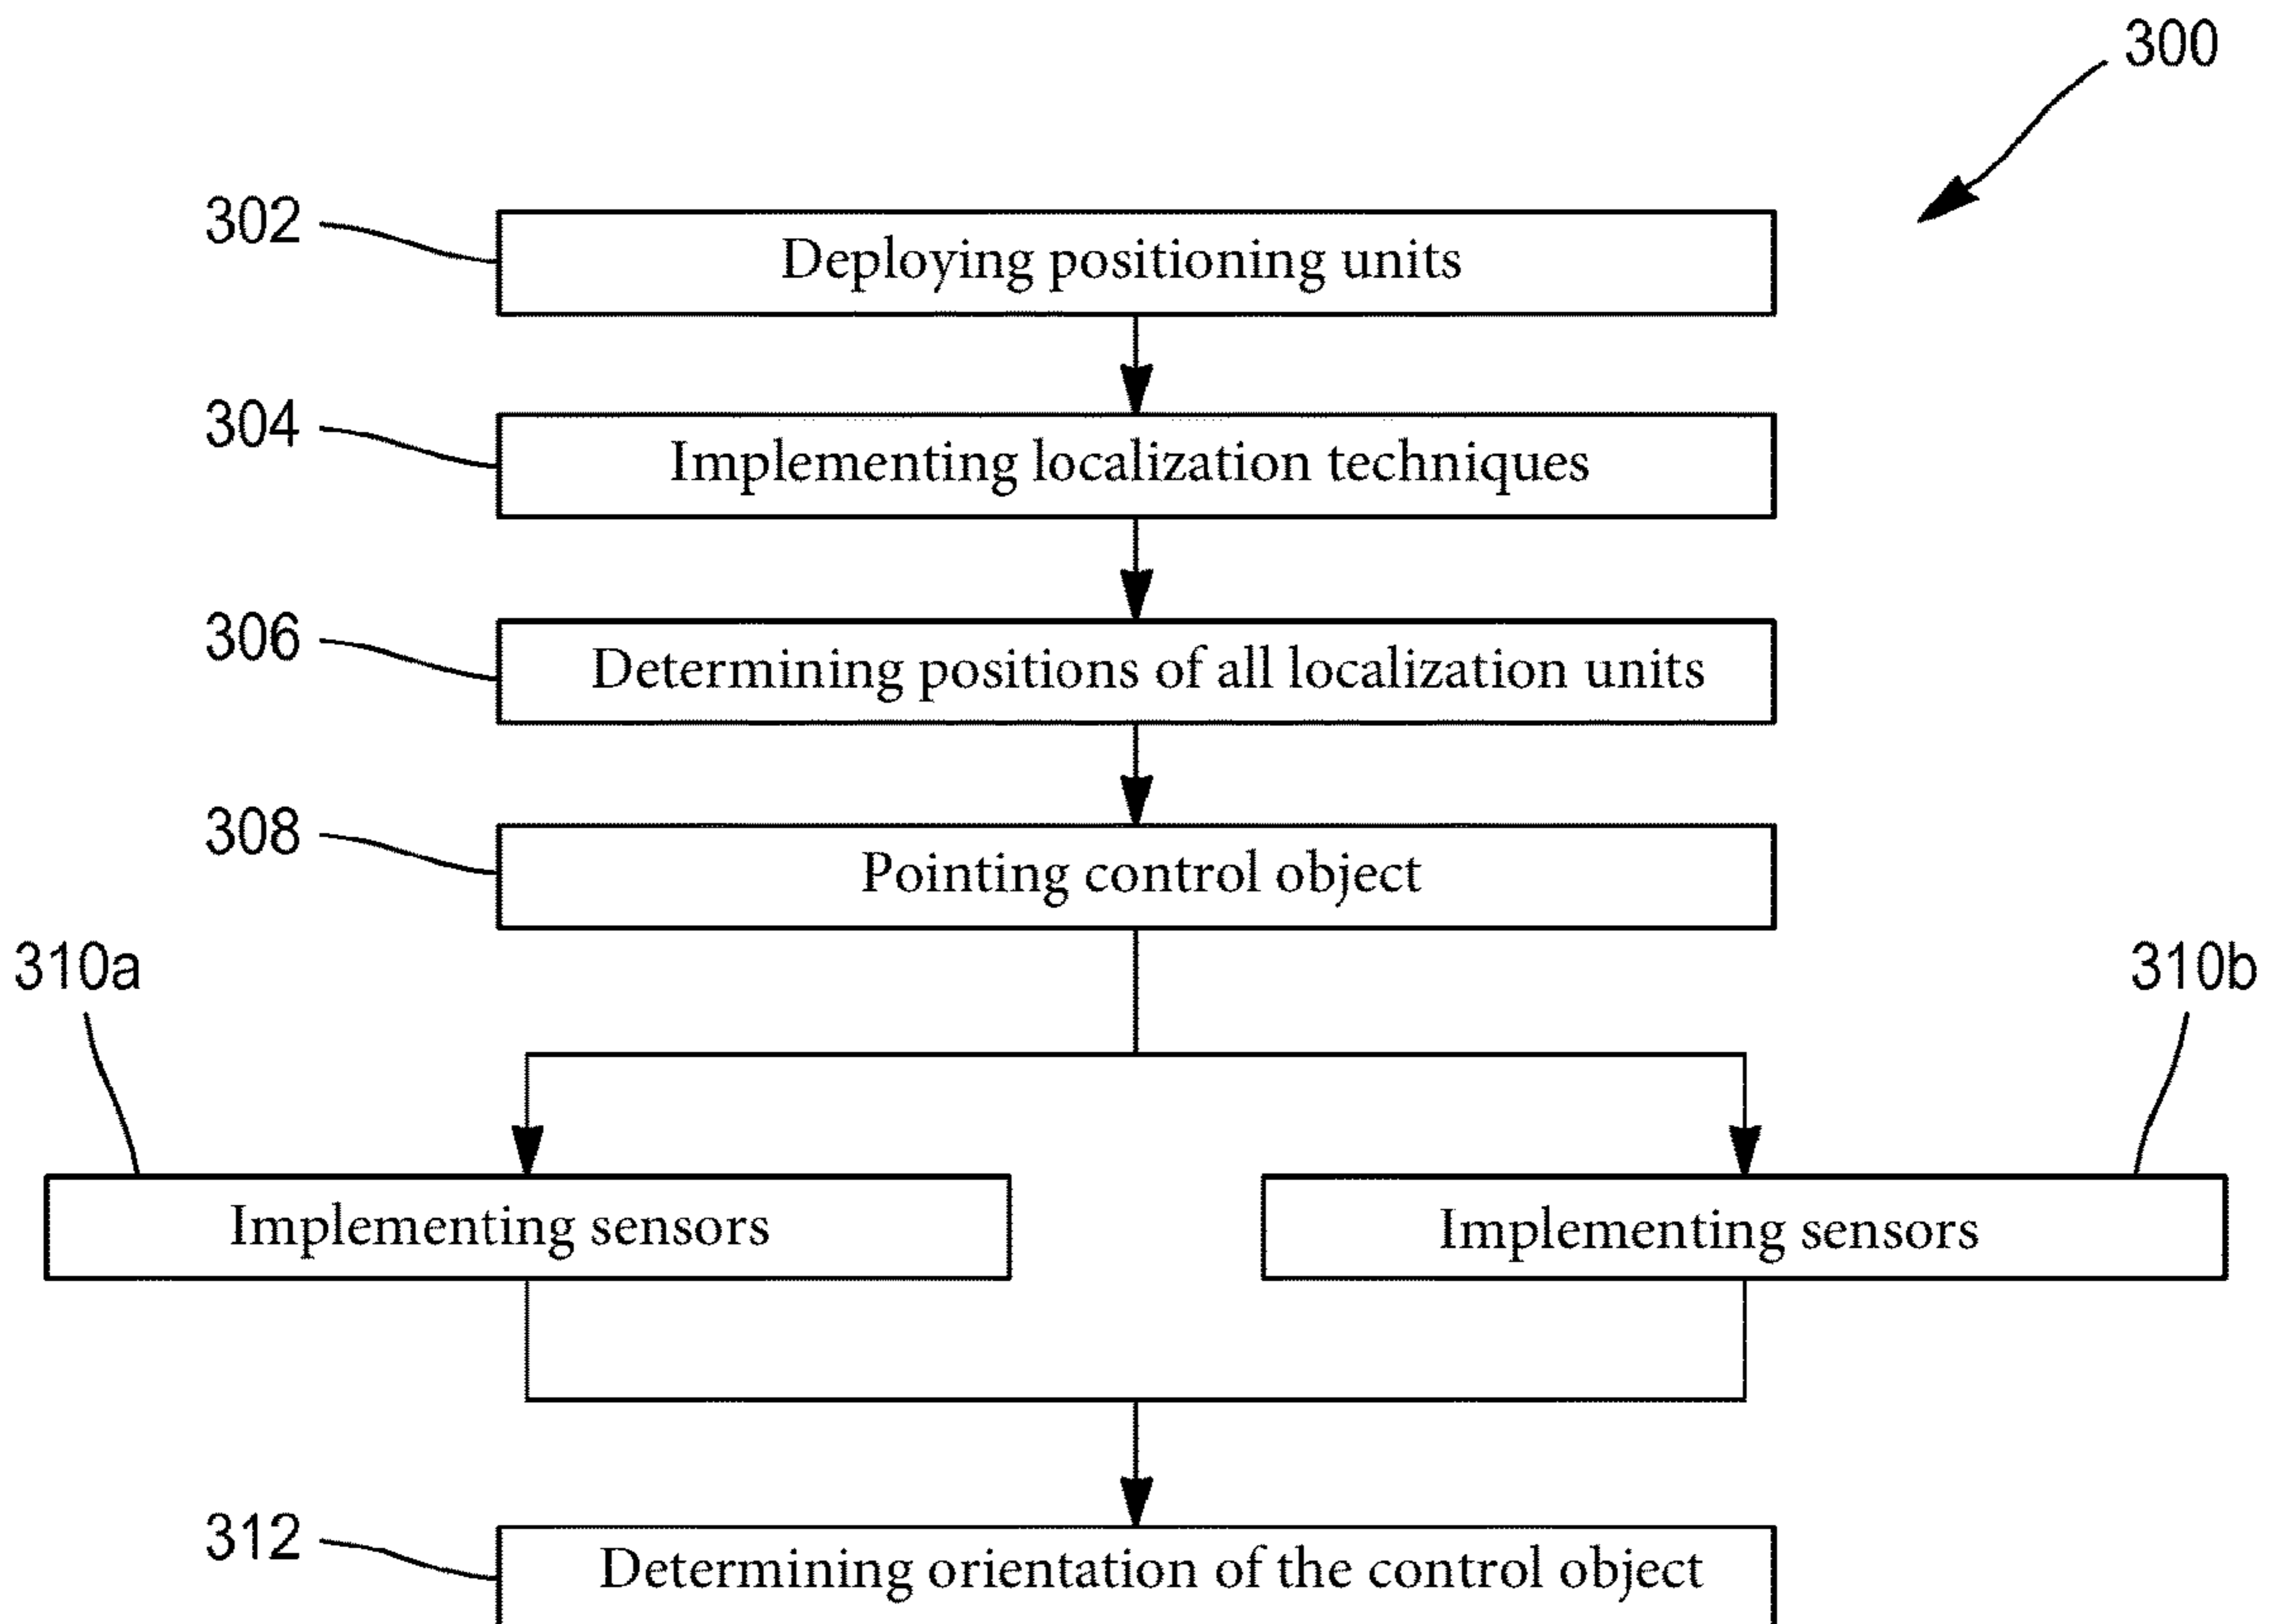 300
302
Deploying positioning units
304
Implementing localization techniques
306
Determining positions of all localization units
308
Pointing control object
310a
310b
Implementing sensors
Implementing sensors
312
Determining orientation of the control object